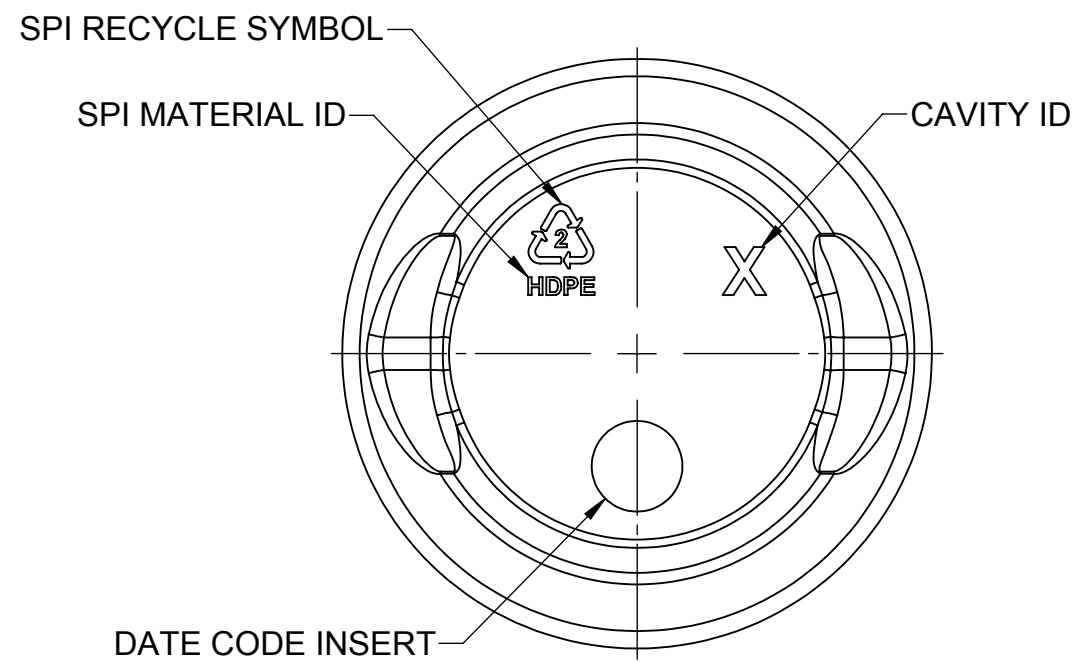 SPI RECYCLE SYMBOL
SPI MATERIAL ID
CAVITY ID
2
HDPE
X
DATE CODE INSERT